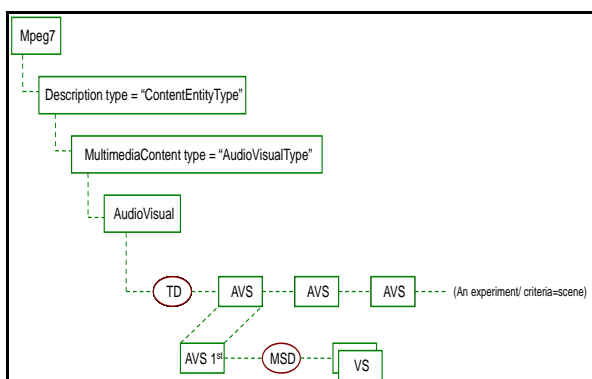 Mpeg7
Description type = “ContentEntityType”
MultimediaContent type = “AudioVisualType”
AudioVisual
TD AVS AVS AVS (An experiment/ criteria=scene)
AVS 1st MSD VS